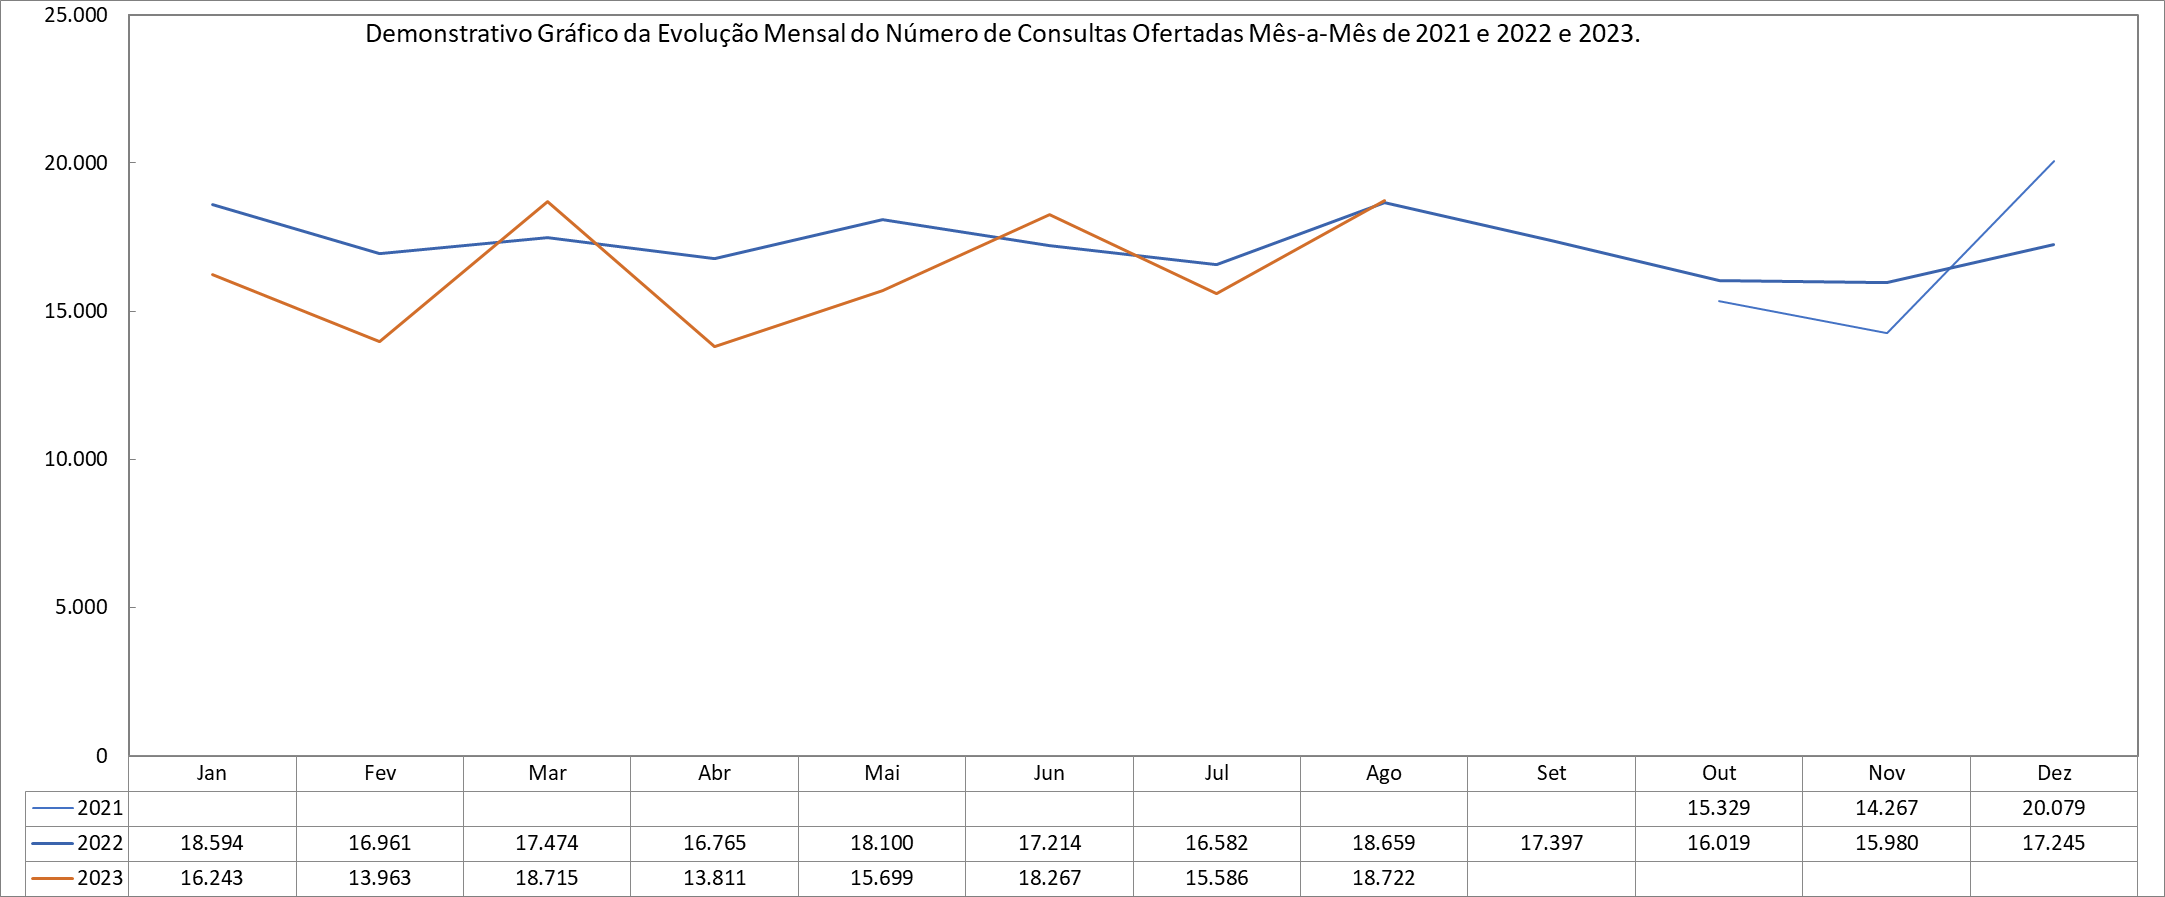 Demonstrativo Gráfico da Evolução Mensal do Número de Consultas Ofertadas Mês-a-Mês de 2021 e 2022 e 2023.
25.000
20.000
15.000
10.000
5.000
0
Jan Fev Mar Abr Mai Jun Jul Ago Set Out Nov Dez
2021 15.329 14.267 20.079
2022 18.594 16.961 17.474 16.765 18.100 17.214 16.582 18.659 17.397 16.019 15.980 17.245
2023 16.243 13.963 18.715 13.811 15.699 18.267 15.586 18.722